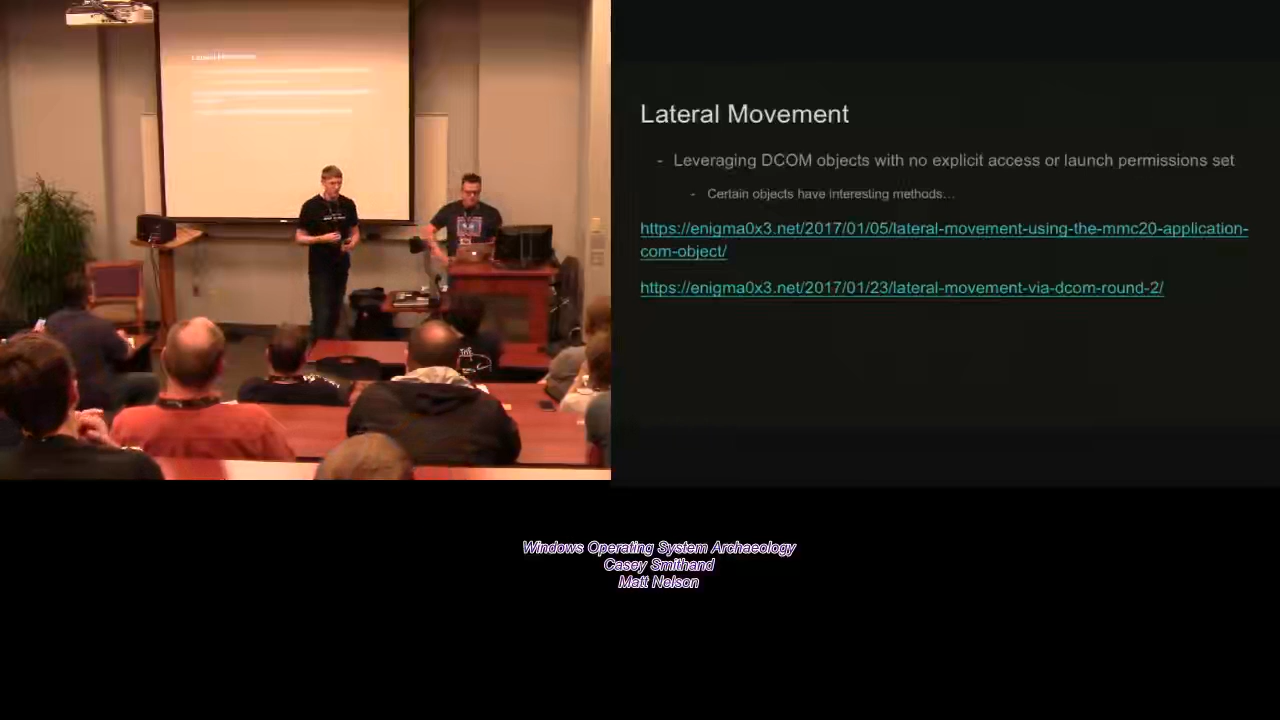 Lateral Movement
- Leveraging DCOM objects with no explicit access or launch permissions set
- Certain objects have interesting methods…
https://enigma0x3.net/2017/01/05/lateral-movement-using-the-mmc20-application-
com-object/
https://enigma0x3.net/2017/01/23/lateral-movement-via-dcom-round-2/
Windows Operating System Archaeology
Casey Smithand
Matt Nelson